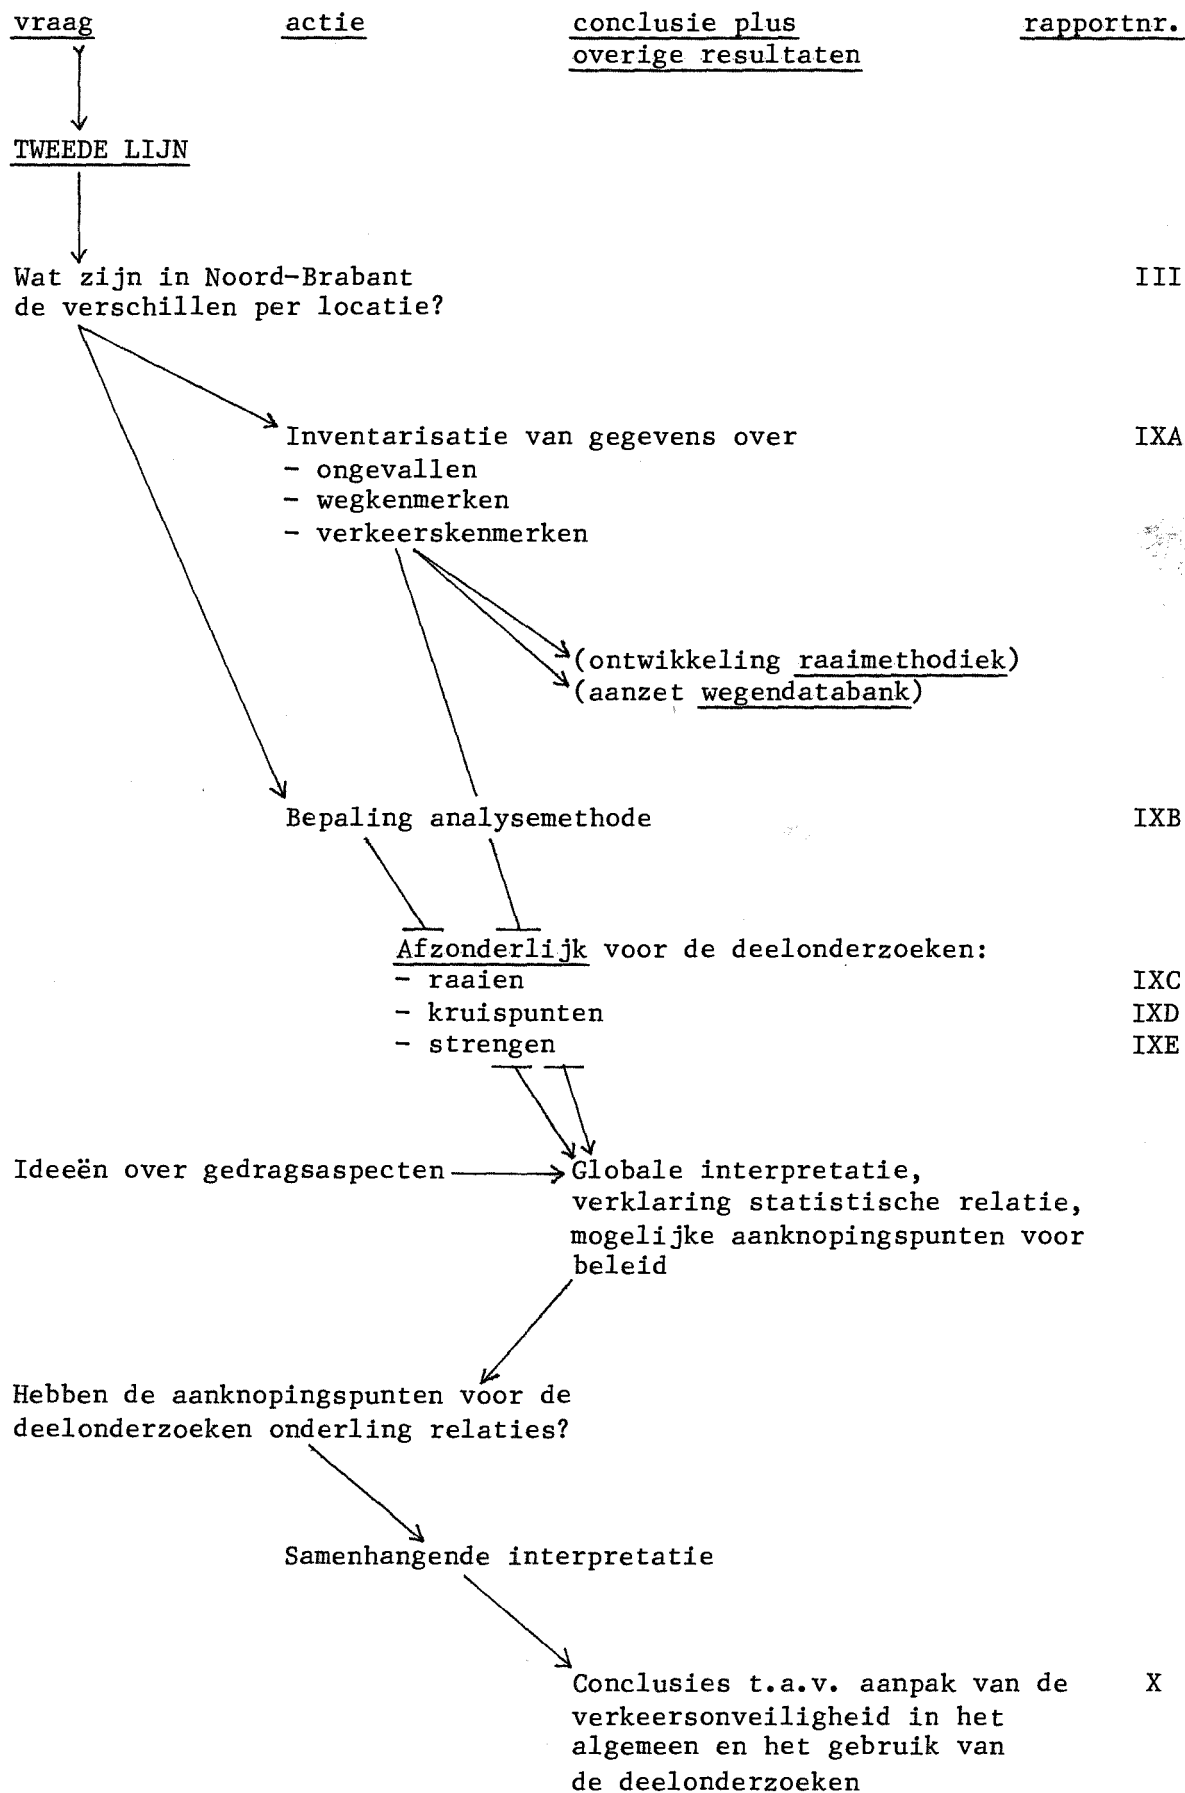 vraag actie conclusie plus rapportnr.
overige resultaten
TWEEDE LIJN
Wat zijn in Noord-Brabant III
de verschillen per locatie?
Inventarisatie van gegevens over IXA
- ongevallen
- wegkenmerken
- verkeerskenmerken
(ontwikkeling raaimethodiek)
(aanzet wegendatabank)
Bepaling analysemethode IXB
Afzonderlijk voor de deelonderzoeken:
- raaien IXC
- kruispunten IXD
- strengen IXE
Ideeën over gedragsaspecten Globale interpretatie,
verklaring statistische relatie,
mogelijke aanknopingspunten voor
beleid
Hebben de aanknopingspunten voor de
deelonderzoeken onderling relaties?
Samenhangende interpretatie
Conclusies t.a.v. aanpak van de X
verkeersonveiligheid in het
algemeen en het gebruik van
de deelonderzoeken